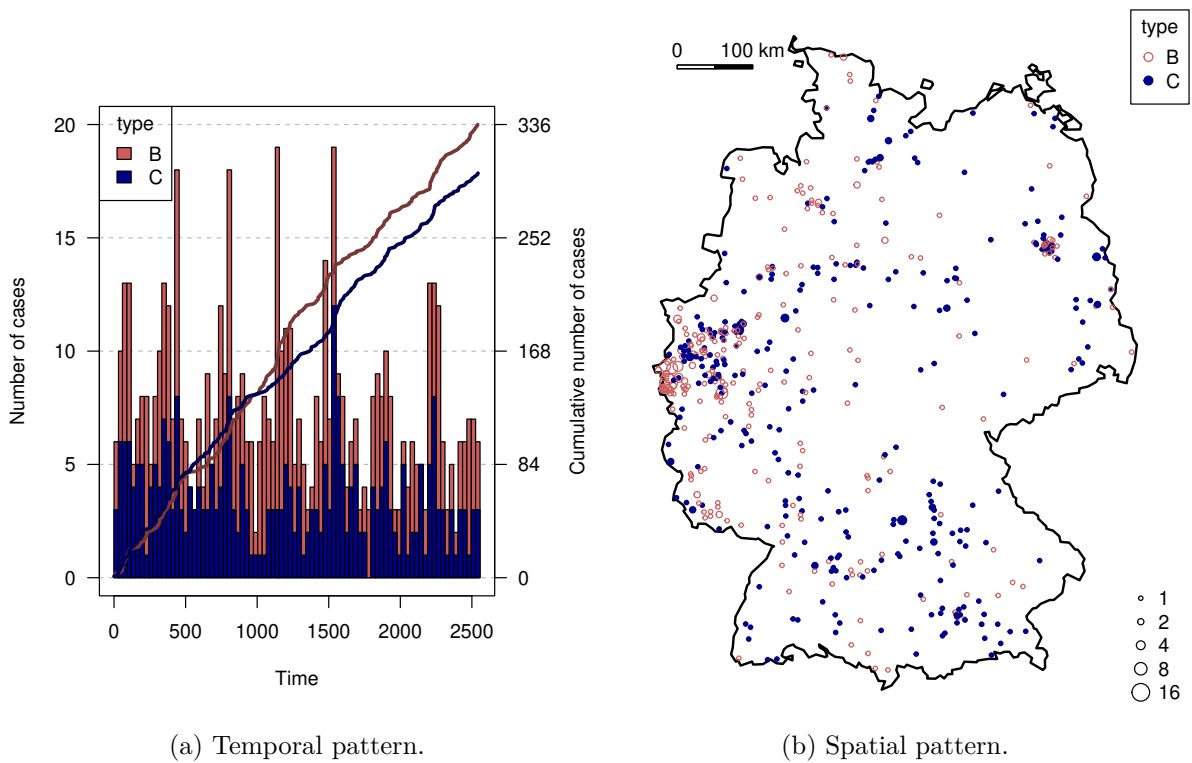 type
B
C
20
15
10
5
0
336
252
168
84
0
0 500 1000 1500 2000 2500
Time
Number of cases
Cumulative number of cases
(a) Temporal pattern.
0 100 km
type
B
C
1
2
4
8
16
(b) Spatial pattern.